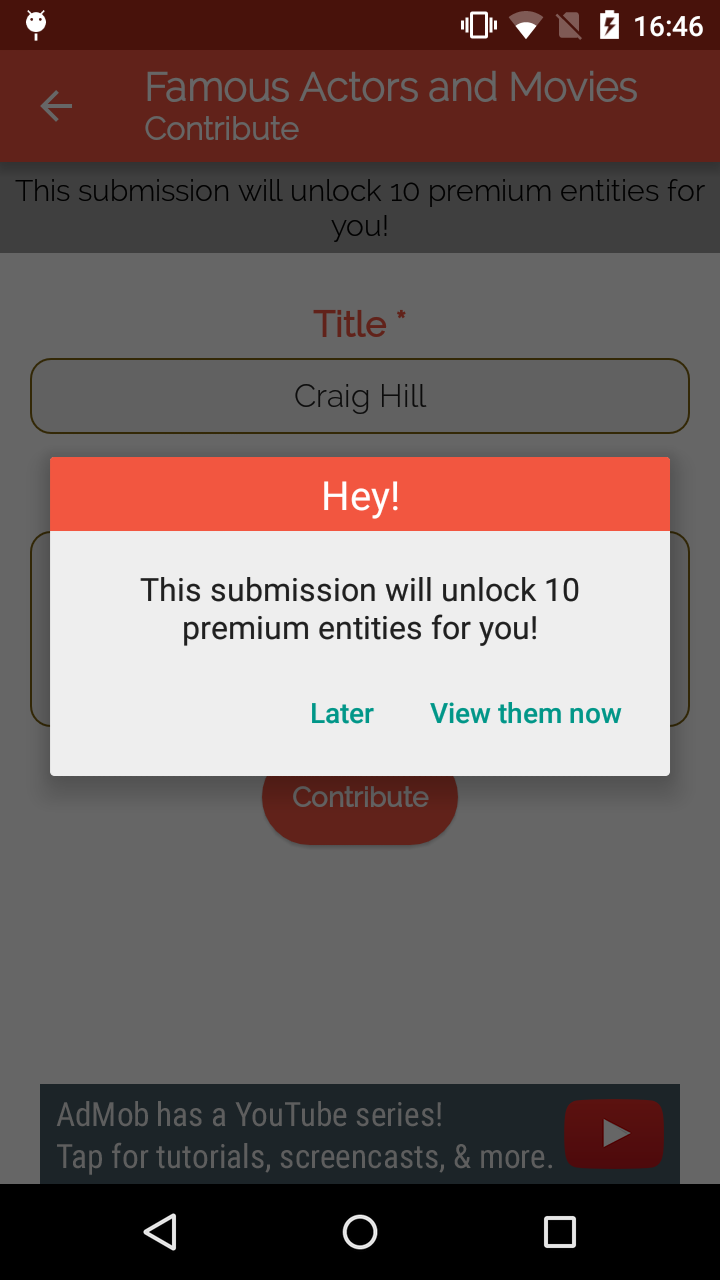 16:46
Famous Actors and Movies
Contribute
This submission will unlock 10 premium entities for
you!
Title *
Craig Hill
Hey!
This submission will unlock 10
premium entities for you!
Later View them now
Contribute
AdMob has a YouTube series!
Tap for tutorials, screencasts, & more.